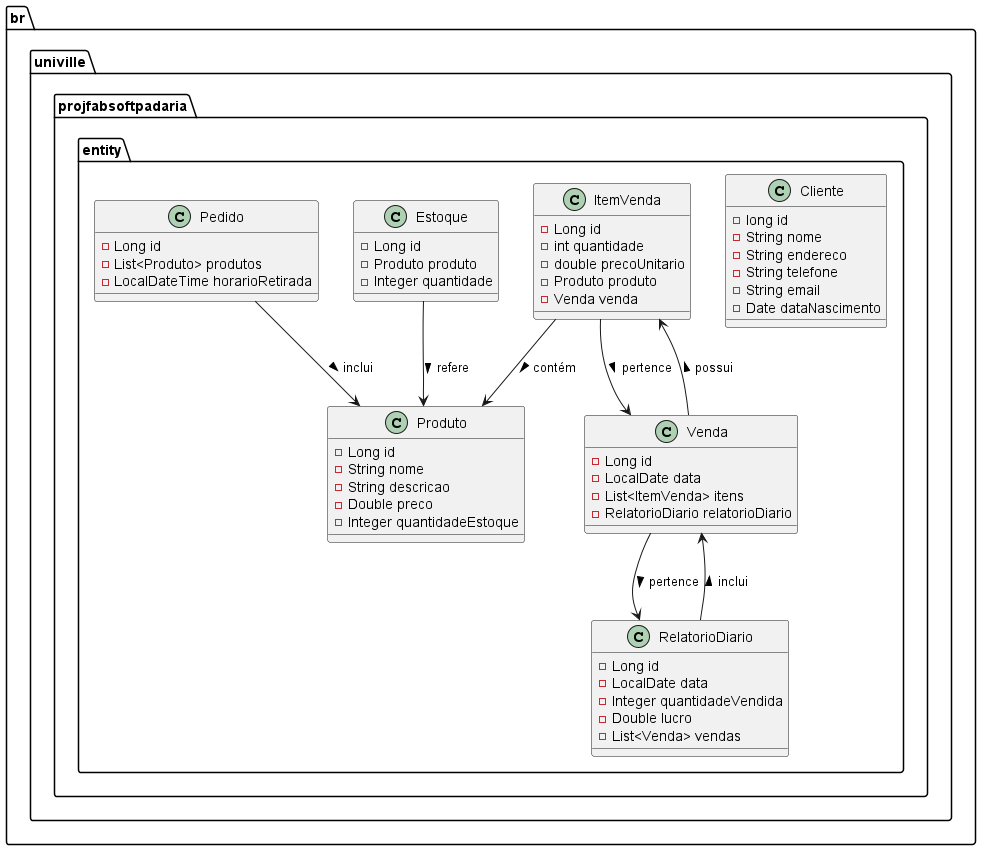 br
univille
projfabsoftpadaria
entity
C Pedido
Long id
List<Produto> produtos
LocalDateTime horarioRetirada
C Estoque
Long id
Produto produto
Integer quantidade
C ItemVenda
Long id
int quantidade
double precoUnitario
Produto produto
Venda venda
C Cliente
long id
String nome
String endereco
String telefone
String email
Date dataNascimento
inclui
refere
contém
pertence
possui
C Produto
Long id
String nome
String descricao
Double preco
Integer quantidadeEstoque
C Venda
Long id
LocalDate data
List<ItemVenda> itens
RelatorioDiario relatorioDiario
pertence
inclui
C RelatorioDiario
Long id
LocalDate data
Integer quantidadeVendida
Double lucro
List<Venda> vendas